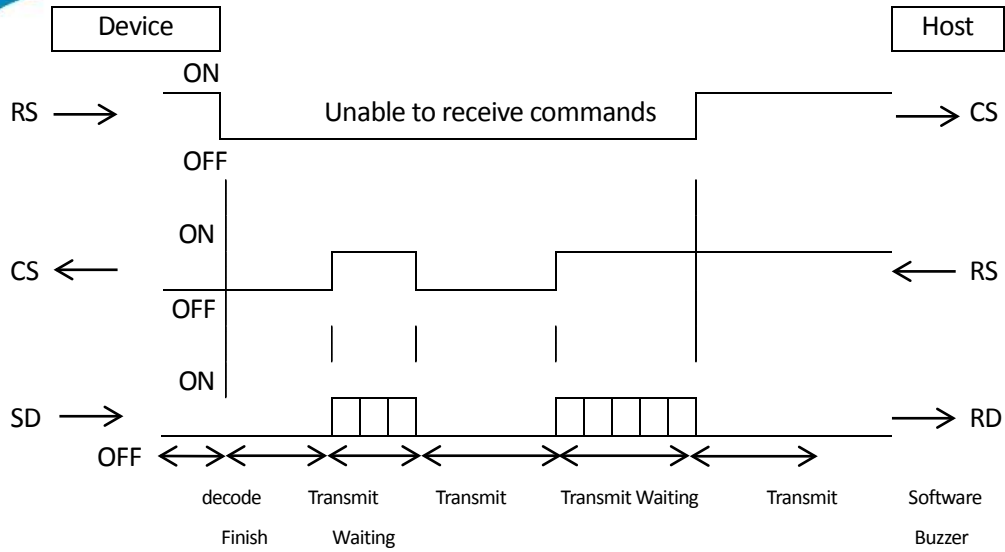 Device Host
ON
RS Unable to receive commands CS
OFF
ON
CS RS
OFF
ON
SD RD
OFF
decode Transmit Transmit Transmit Waiting Transmit Software
Finish Waiting Buzzer